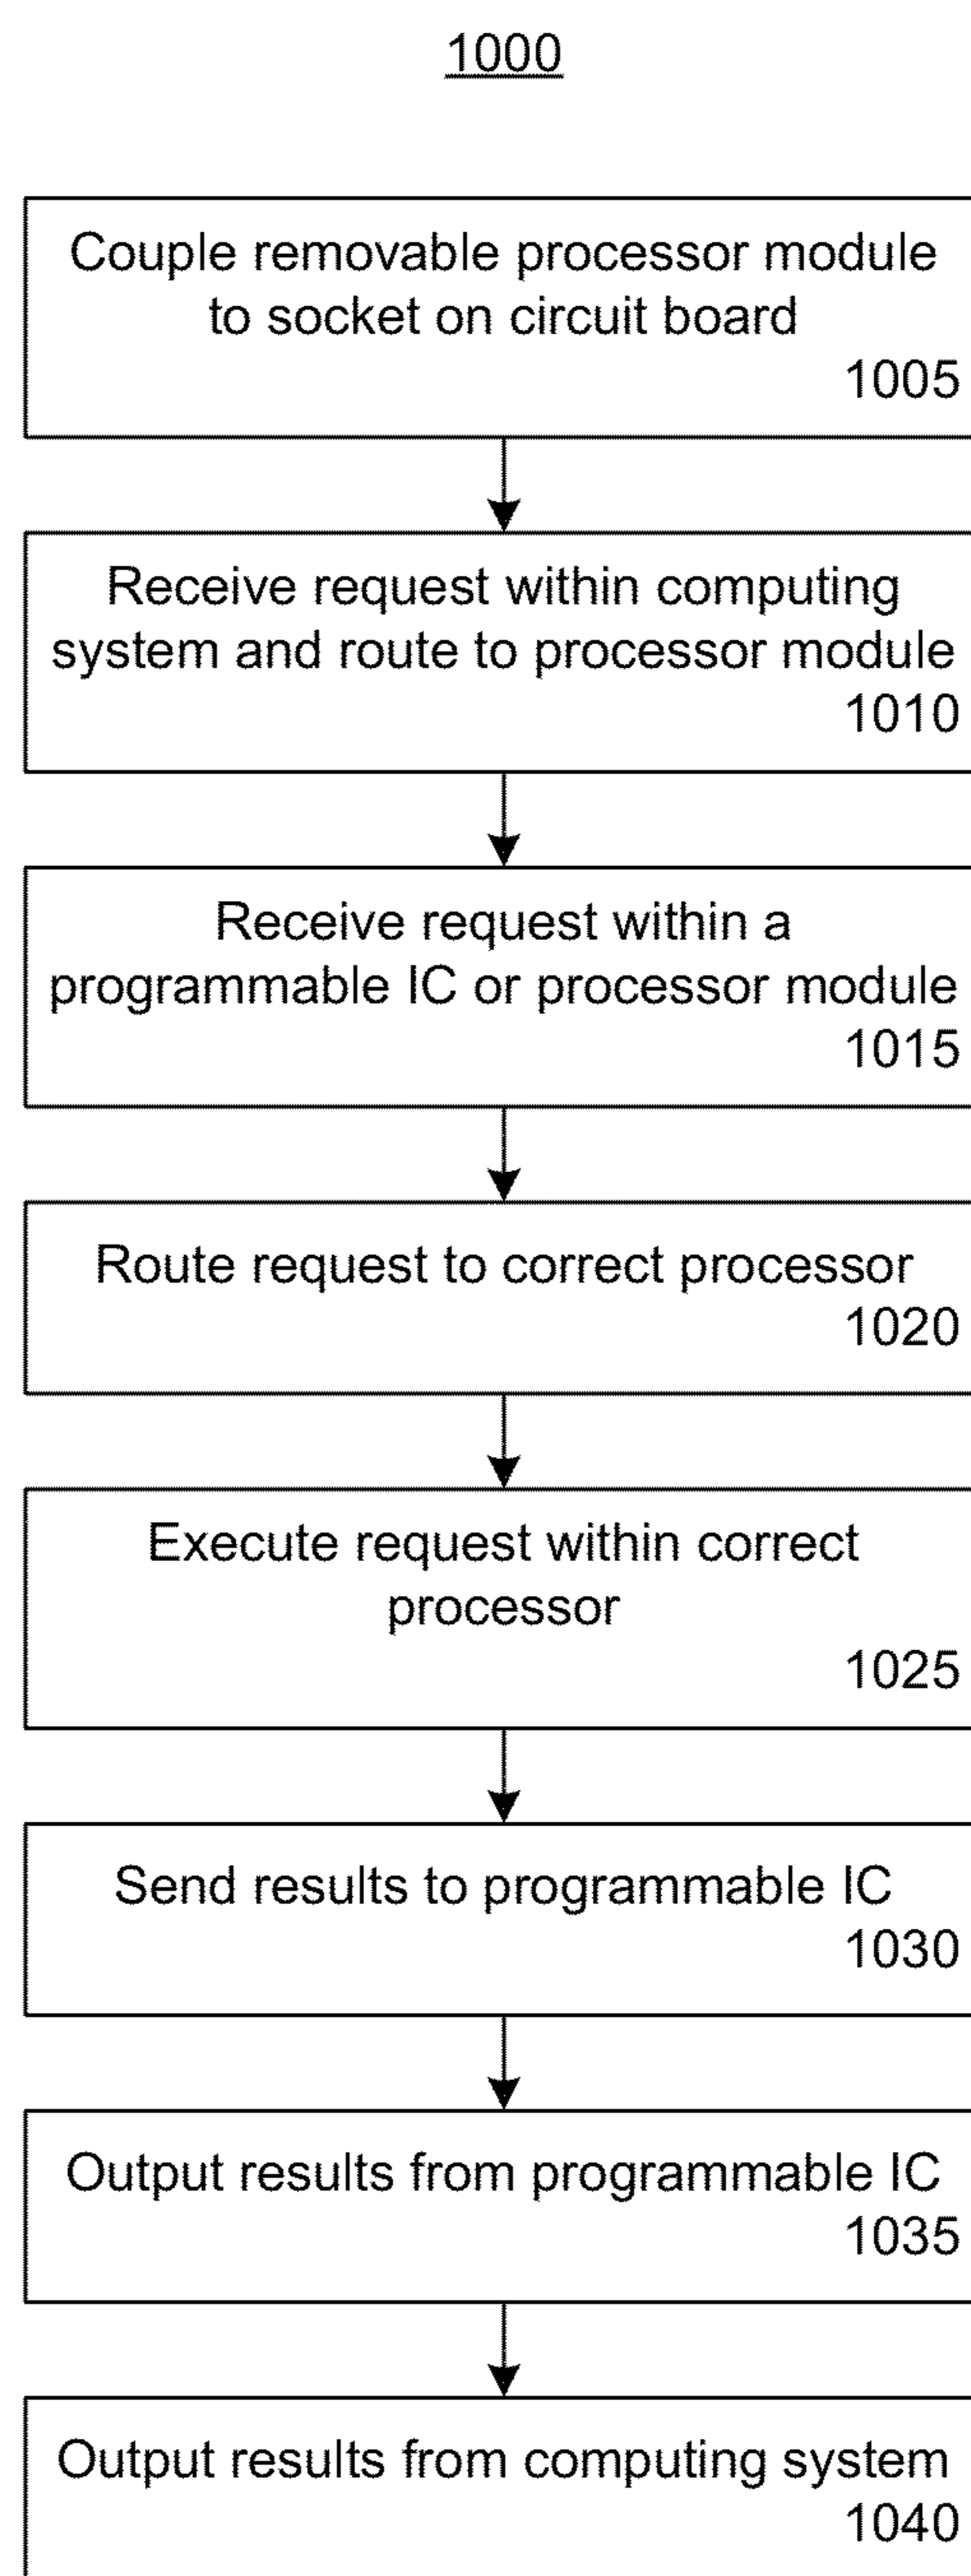 1000
Couple removable processor module
to socket on circuit board
1005
Receive request within computing
system and route to processor module
1010
Receive request within a
programmable IC or processor module
1015
Route request to correct processor
1020
Execute request within correct
processor
1025
Send results to programmable IC
1030
Output results from programmable IC
1035
Output results from computing system
1040